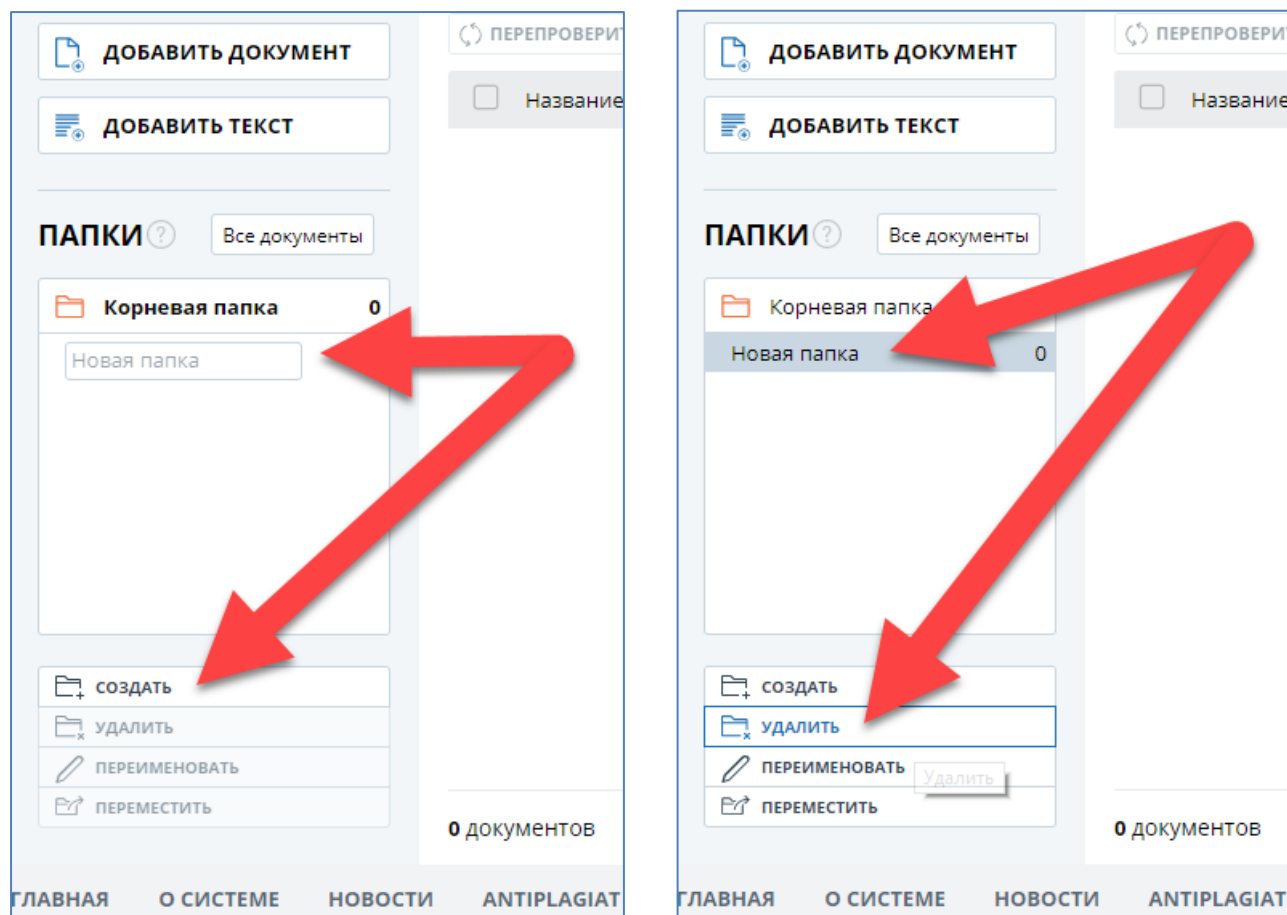 ДОБАВИТЬ ДОКУМЕНТ
ДОБАВИТЬ ТЕКСТ
ПАПКИ ? Все документы
Корневая папка 0
Новая папка
СОЗДАТЬ
УДАЛИТЬ
ПЕРЕИМЕНОВАТЬ
ПЕРЕМЕСТИТЬ
ПЕРЕПРОВЕРИТ
Название
0 документов
ГЛАВНАЯ О СИСТЕМЕ НОВОСТИ ANTIPLAGIAT
ДОБАВИТЬ ДОКУМЕНТ
ДОБАВИТЬ ТЕКСТ
ПАПКИ ? Все документы
Корневая папка
Новая папка 0
СОЗДАТЬ
УДАЛИТЬ
ПЕРЕИМЕНОВАТЬ
Удалить
ПЕРЕМЕСТИТЬ
ПЕРЕПРОВЕРИ
Название
0 документов
ГЛАВНАЯ О СИСТЕМЕ НОВОСТИ ANTIPLAGIAT